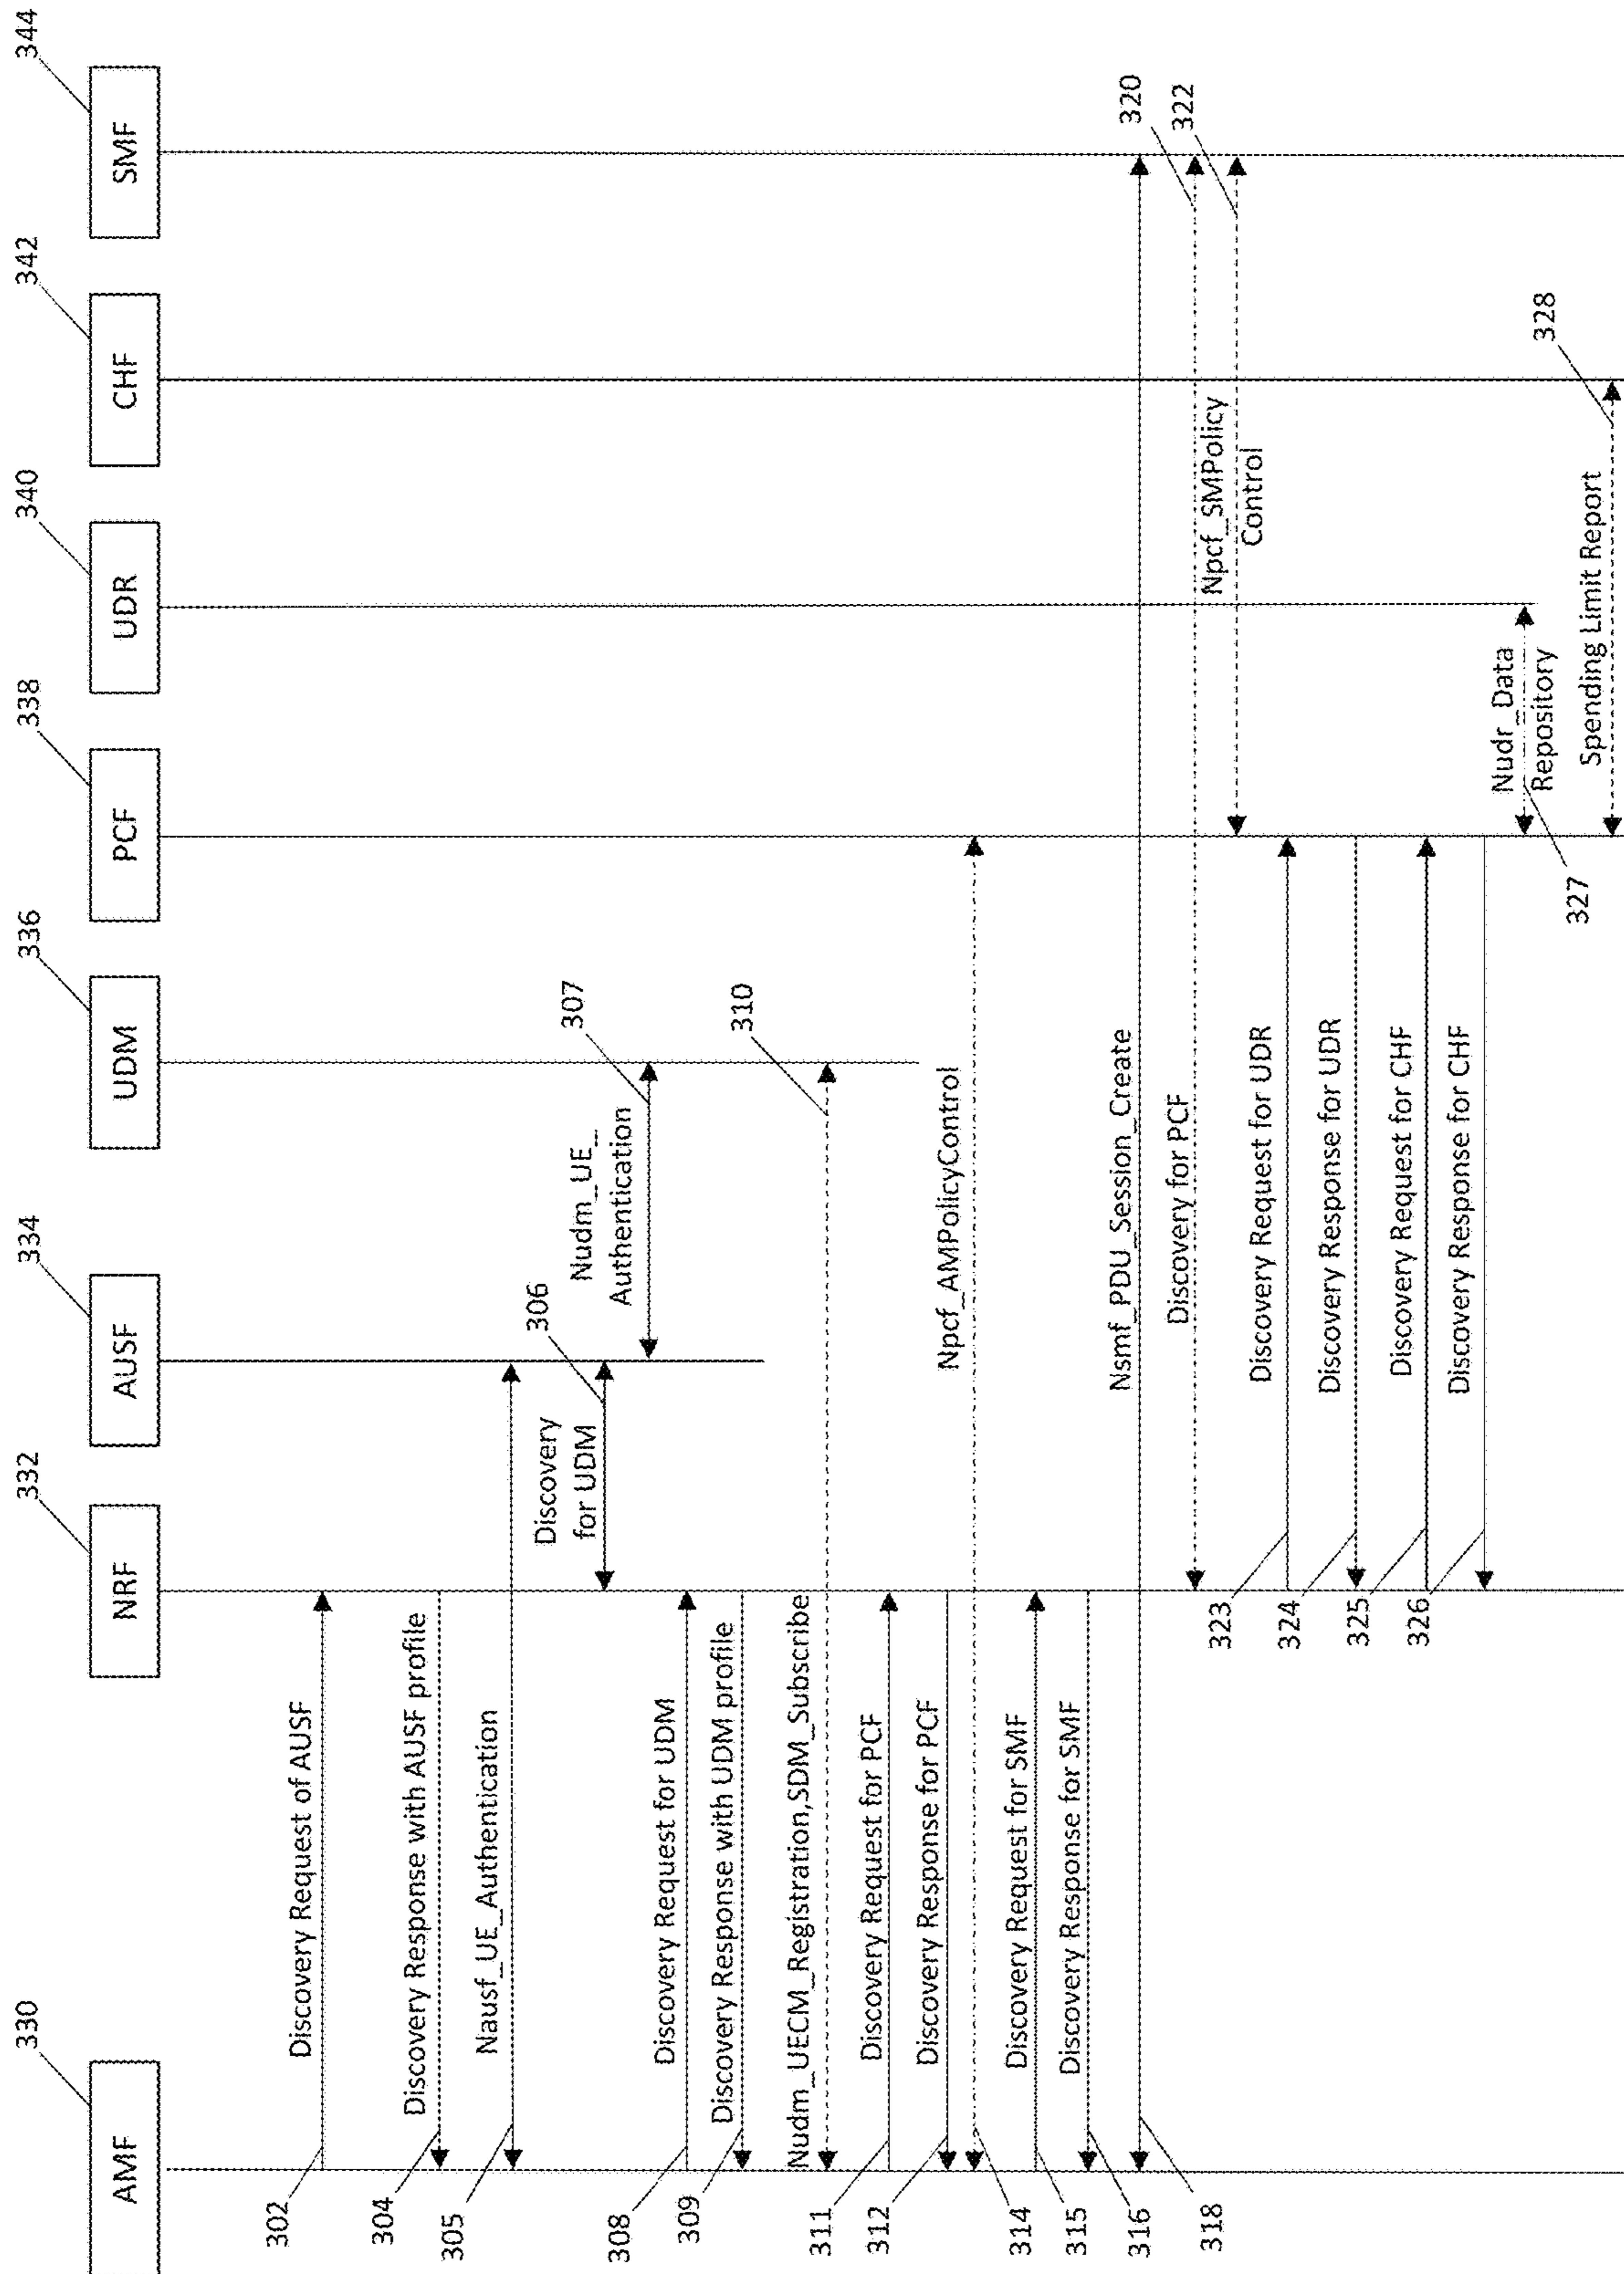 330
332
334
336
338
340
342
344
AMF
NRF
AUSF
UDM
PCF
UDR
CHF
SMF
302
Discovery Request of AUSF
304
Discovery Response with AUSF profile
305
Nausf_UE_Authentication
Discovery
for UDM
306
Nudm_UE_
Authentication
307
308
Discovery Request for UDM
309
Discovery Response with UDM profile
Nudm_UECM_Registration,SDM_Subscribe
310
311
Discovery Request for PCF
312
Discovery Response for PCF
314
Npcf_AMPolicyControl
315
Discovery Request for SMF
316
Discovery Response for SMF
318
Nsmf_PDU_Session_Create
Discovery for PCF
320
Npcf_SMPolicy
Control
322
323
Discovery Request for UDR
324
Discovery Response for UDR
325
Discovery Request for CHF
326
Discovery Response for CHF
Nudr_Data
Repository
327
Spending Limit Report
328